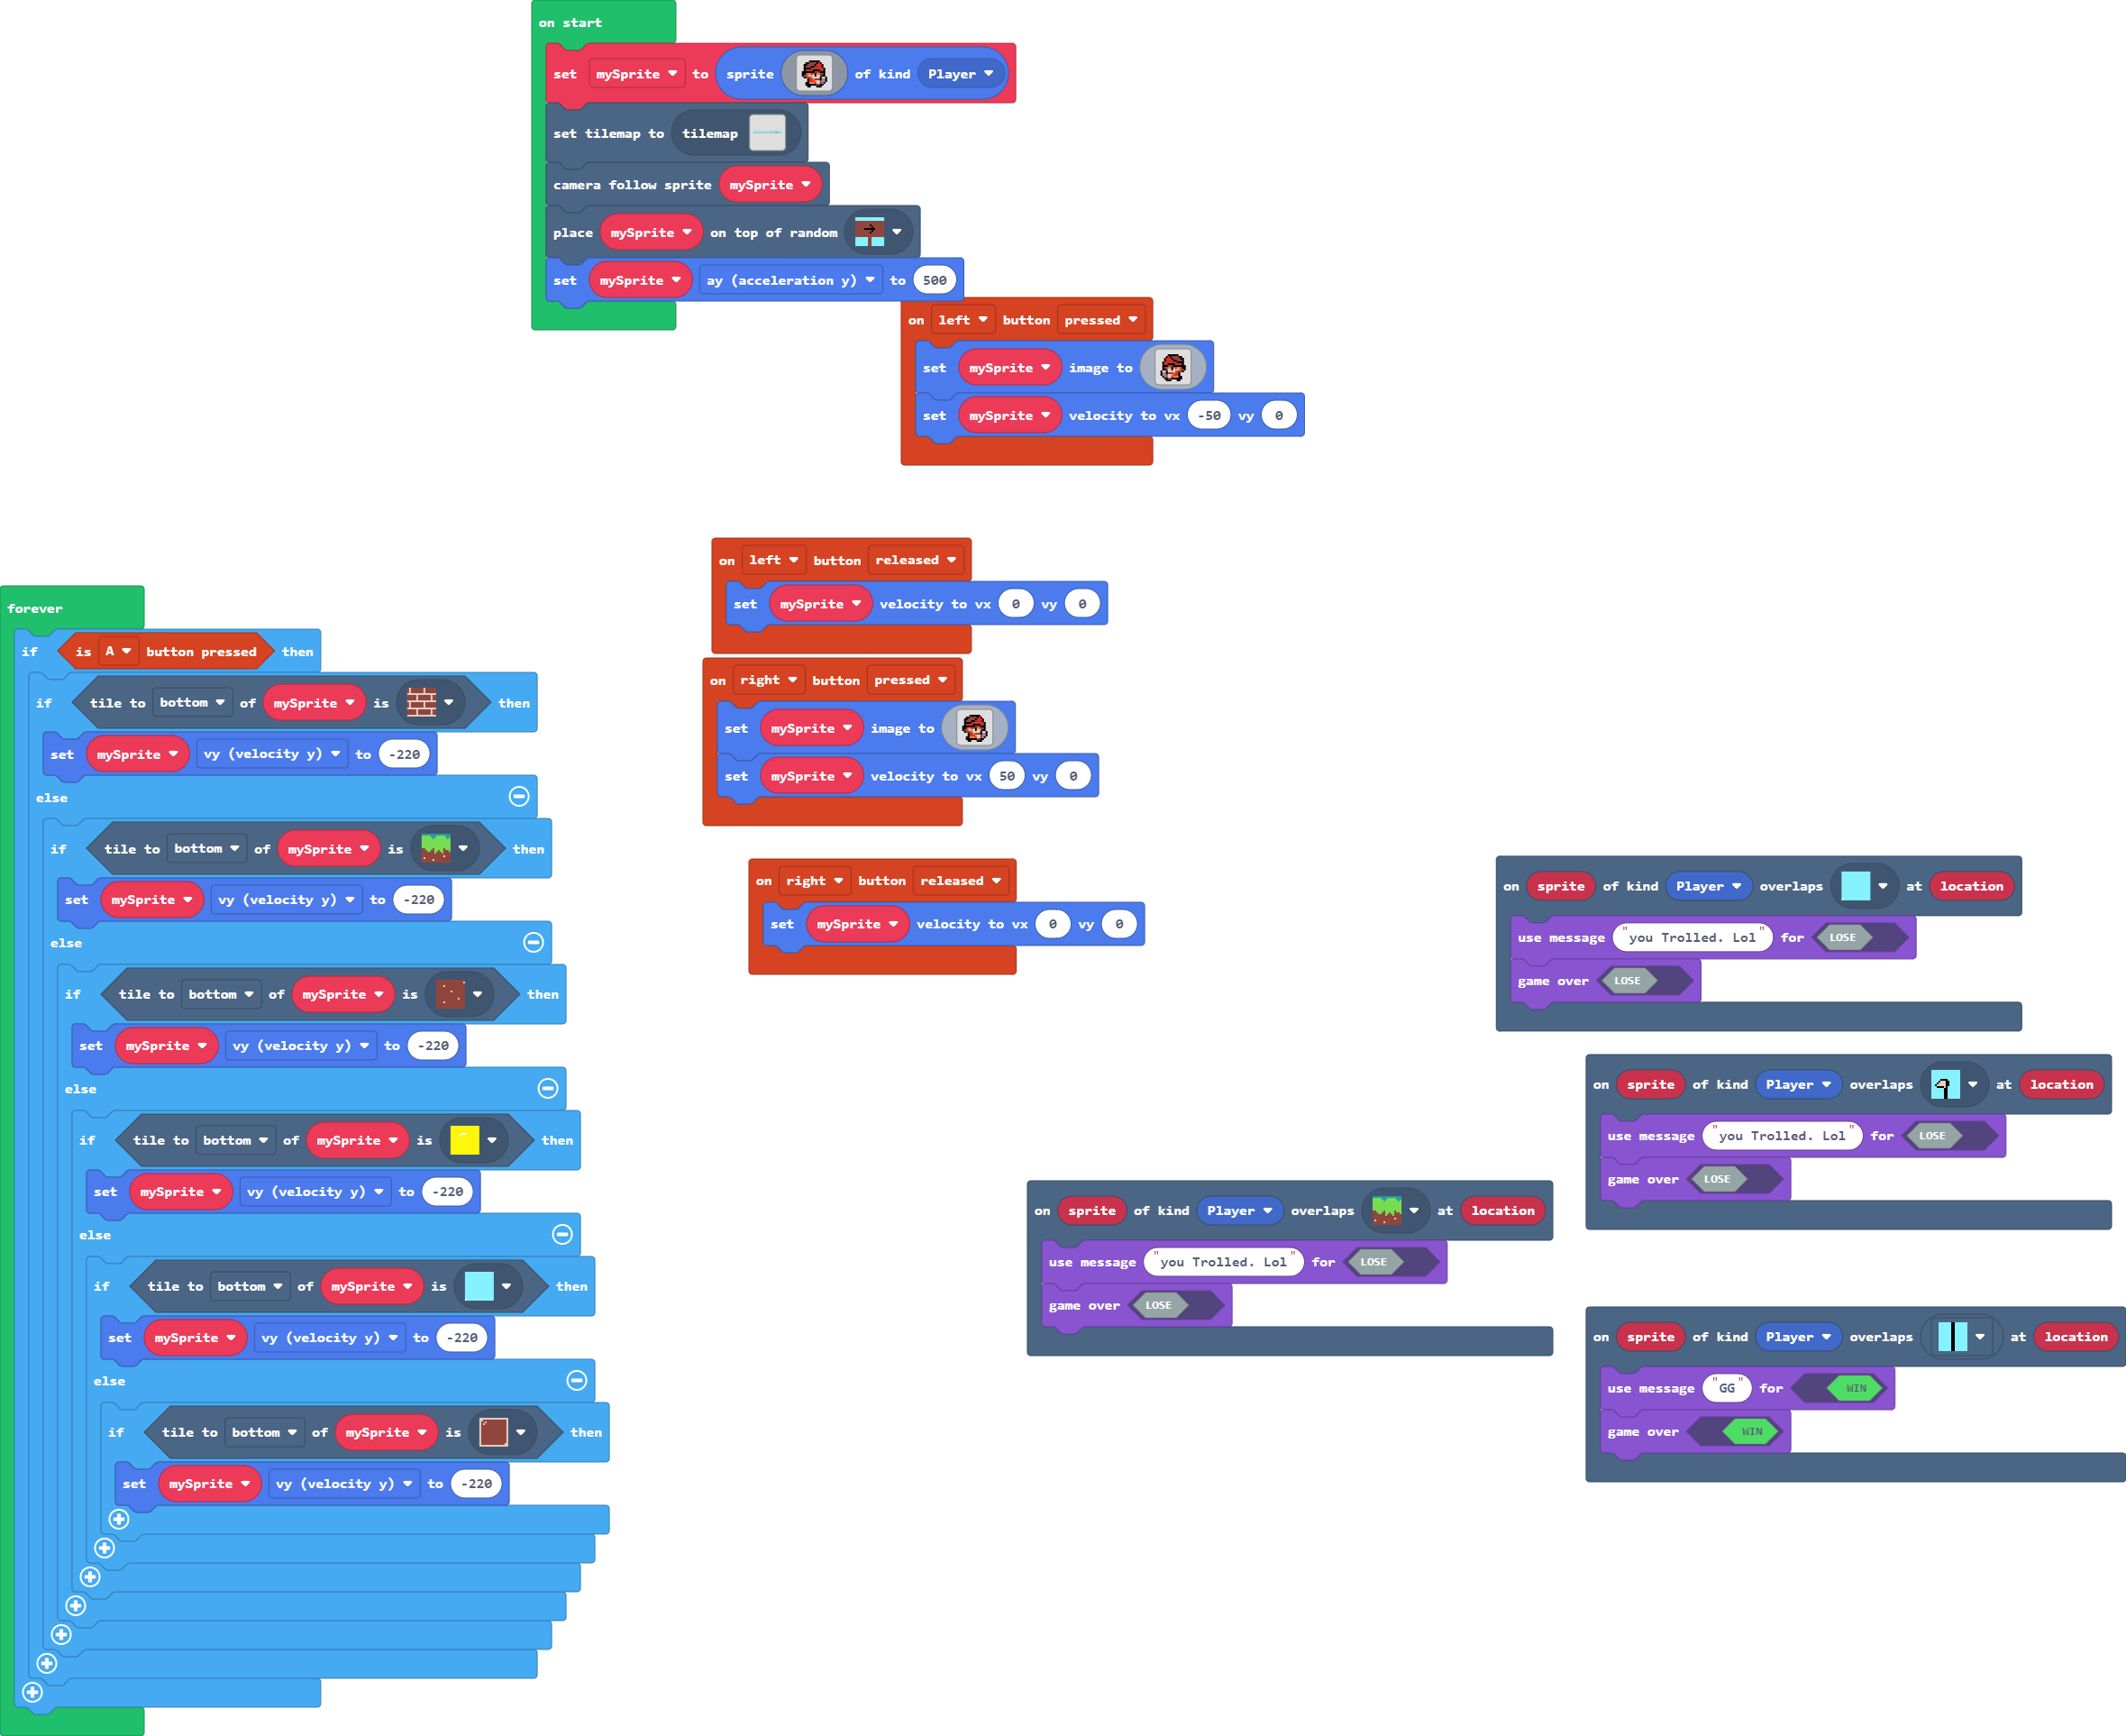 on start
set mySprite to sprite of kind Player
set tilemap to tilemap
camera follow sprite mySprite
place mySprite on top of random
set mySprite ay (acceleration y) to 500
on left button pressed
set mySprite image to
set mySprite velocity to vx -50 vy 0
on left button released
set mySprite velocity to vx 0 vy 0
on right button pressed
set mySprite image to
set mySprite velocity to vx 50 vy 0
on right button released
set mySprite velocity to vx 0 vy 0
forever
if is A button pressed then
if tile to bottom of mySprite is then
set mySprite vy (velocity y) to -220
else
if tile to bottom of mySprite is then
set mySprite vy (velocity y) to -220
else
if tile to bottom of mySprite is then
set mySprite vy (velocity y) to -220
else
if tile to bottom of mySprite is then
set mySprite vy (velocity y) to -220
else
if tile to bottom of mySprite is then
set mySprite vy (velocity y) to -220
else
if tile to bottom of mySprite is then
set mySprite vy (velocity y) to -220
on sprite of kind Player overlaps at location
use message "you Trolled. Lol" for LOSE
game over LOSE
on sprite of kind Player overlaps at location
use message "you Trolled. Lol" for LOSE
game over LOSE
on sprite of kind Player overlaps at location
use message "you Trolled. Lol" for LOSE
game over LOSE
on sprite of kind Player overlaps at location
use message "GG" for WIN
game over WIN